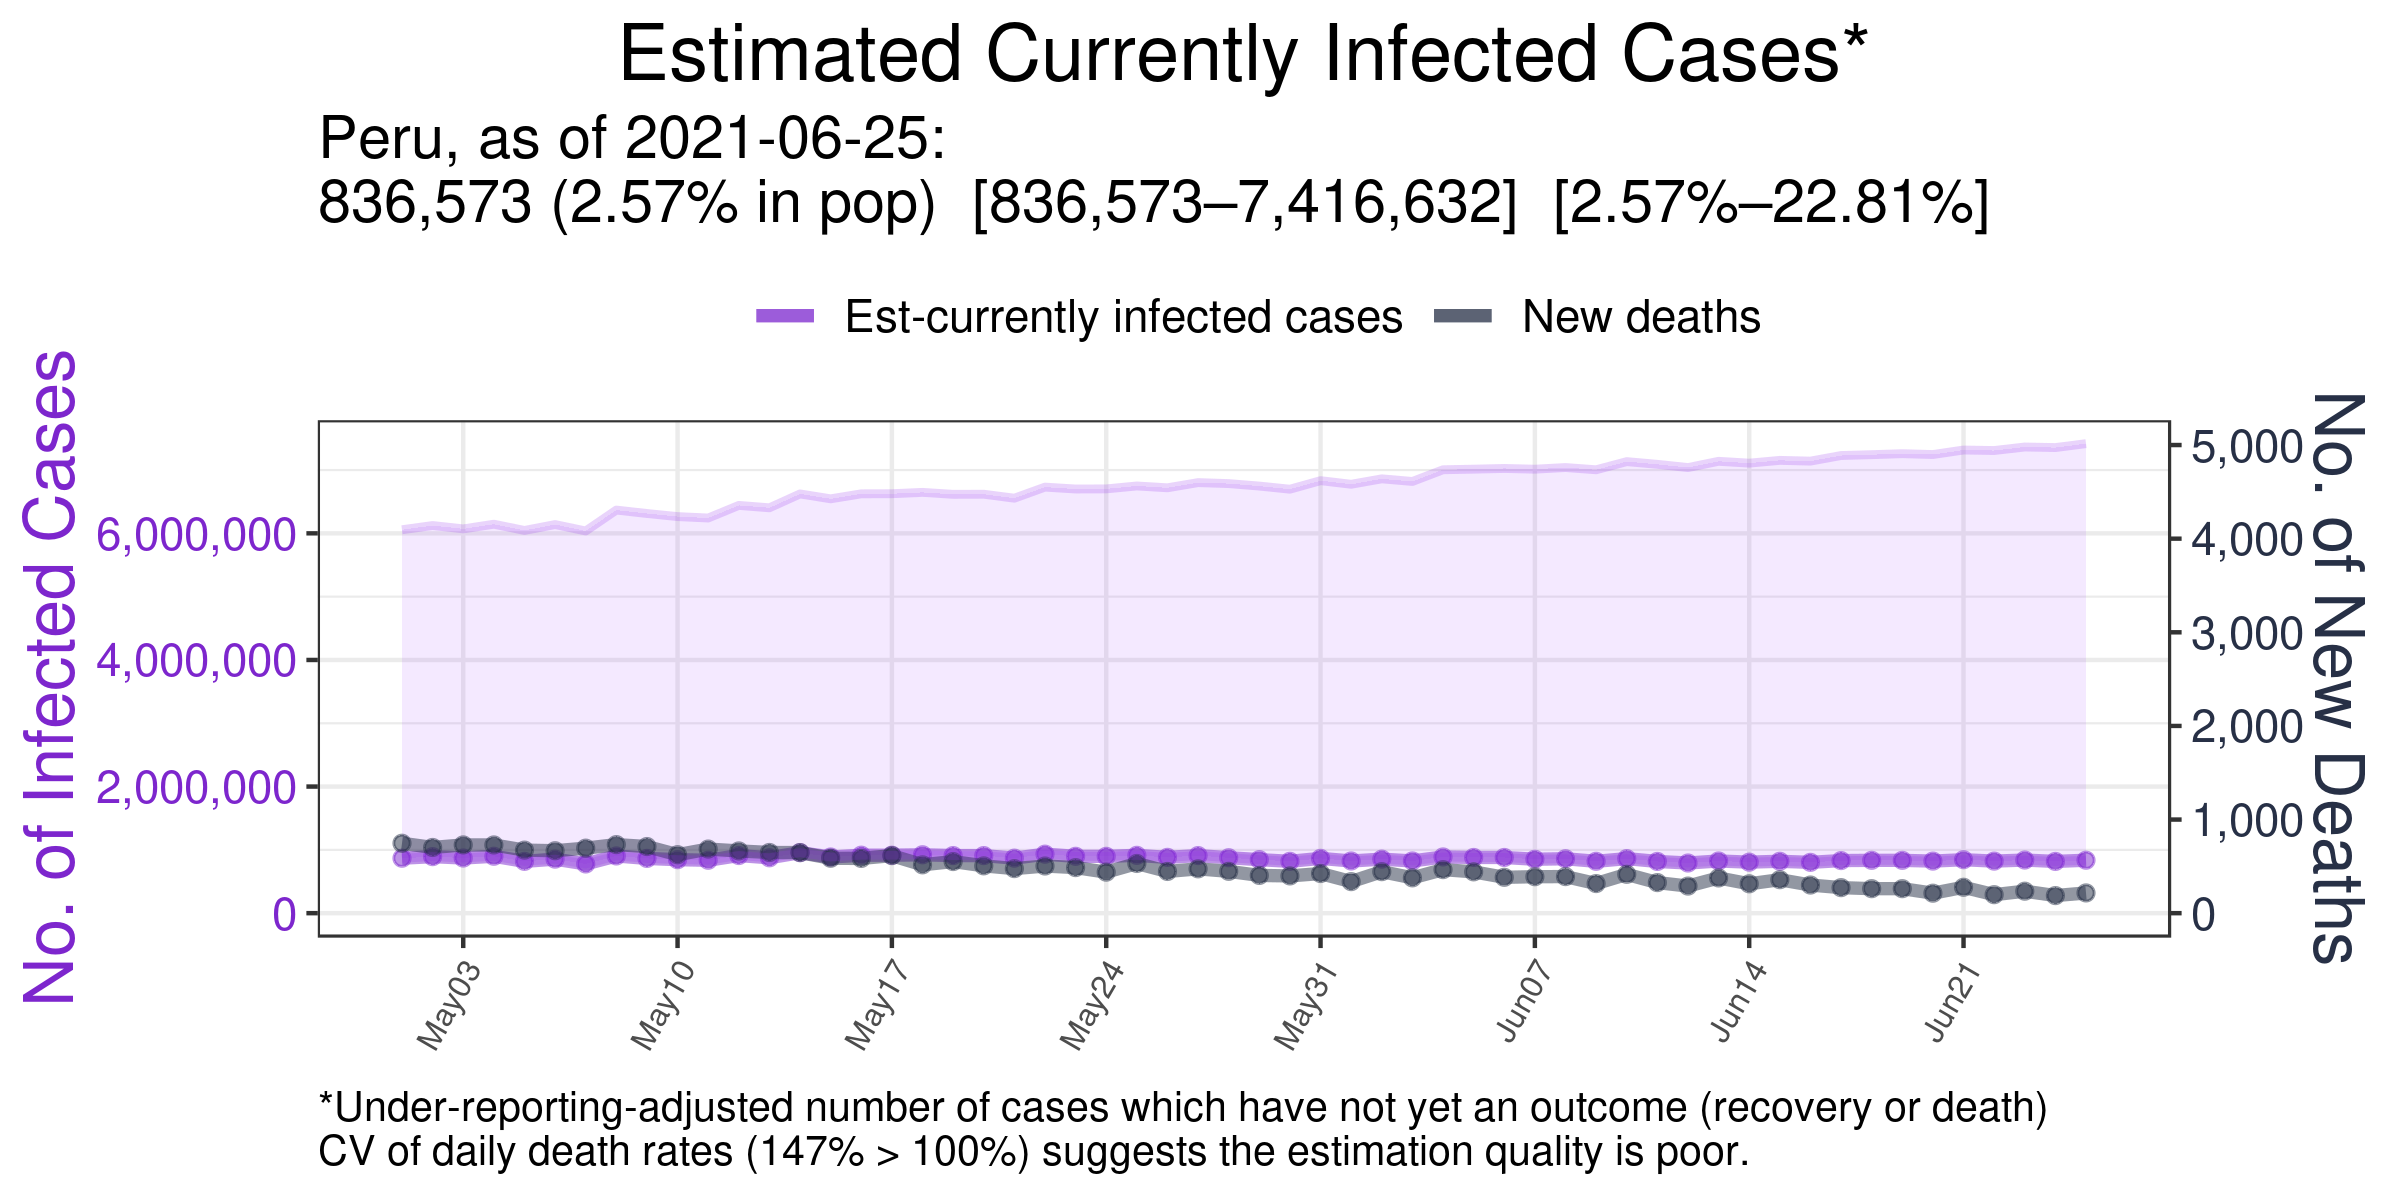 Estimated Currently Infected Cases*
Peru, as of 2021-06-25:
836,573 (2.57% in pop)  [836,573–7,416,632]  [2.57%–22.81%]
Est-currently infected cases
New deaths
No. of Infected Cases
6,000,000
4,000,000
2,000,000
0
5,000
4,000
3,000
2,000
1,000
0
No. of New Deaths
May03
May10
May17
May24
May31
Jun07
Jun14
Jun21
*Under-reporting-adjusted number of cases which have not yet an outcome (recovery or death)
CV of daily death rates (147% > 100%) suggests the estimation quality is poor.